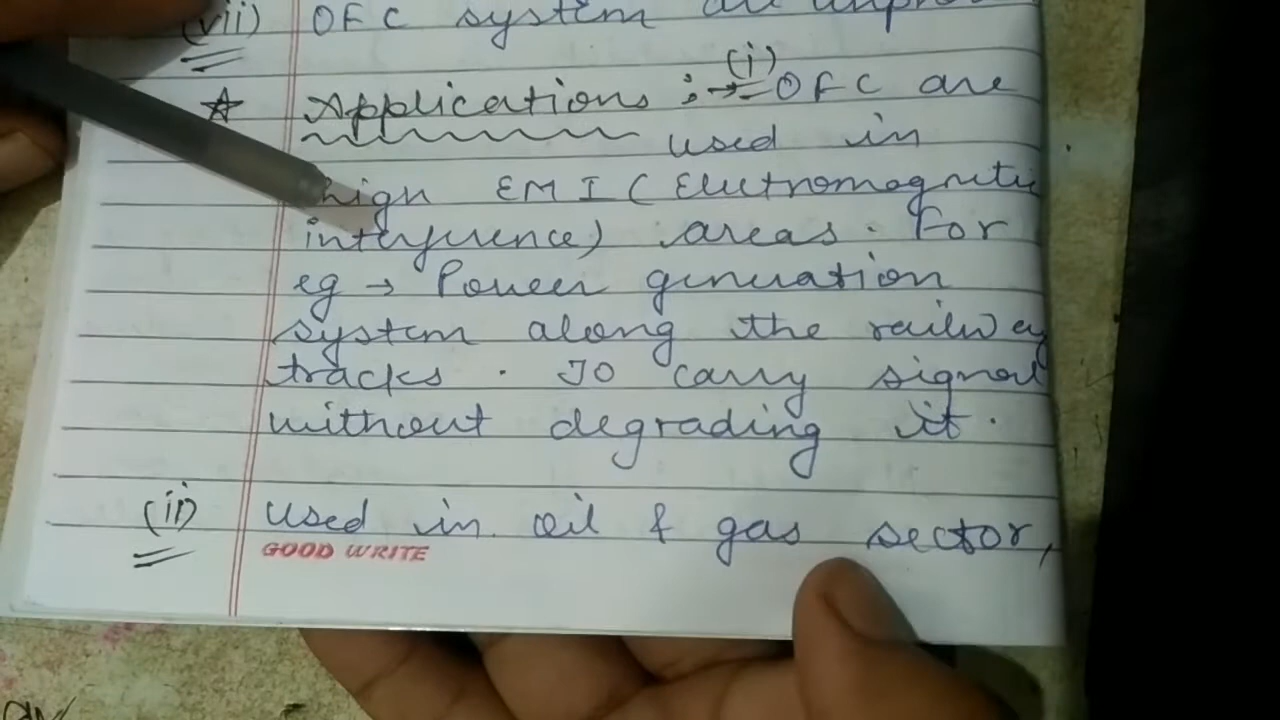 (vii) OFC system
☆ Applications :→ (i) OFC are
used in
high EMI (Electromagnetic
interference) areas. For
eg → Power generation
system along the railway
tracks. To carry signal
without degrading it.
(ii) Used in oil & gas sector,
GOOD WRITE